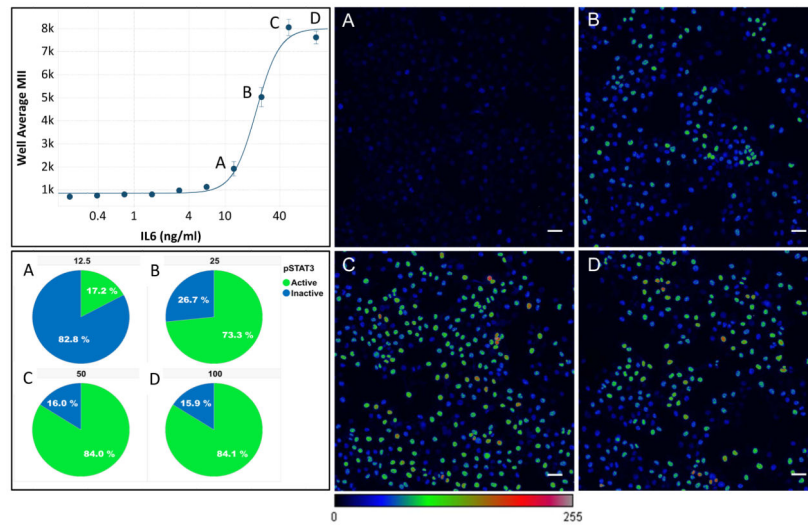 8k
7k
6k
5k
4k
3k
2k
1k
Well Average MII
A
B
C
D
0.4
1
4
10
40
IL6 (ng/ml)
A
12.5
17.2 %
82.8 %
B
25
26.7 %
73.3 %
pSTAT3
Active
Inactive
C
50
16.0 %
84.0 %
D
100
15.9 %
84.1 %
A
B
C
D
0
255